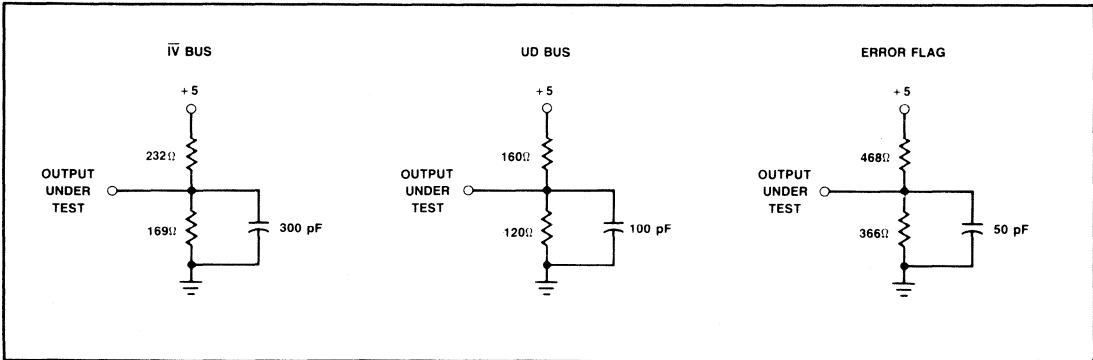 I̅V̅ BUS
+ 5
232Ω
OUTPUT
UNDER
TEST
169Ω
300 pF
UD BUS
+ 5
160Ω
OUTPUT
UNDER
TEST
120Ω
100 pF
ERROR FLAG
+ 5
468Ω
OUTPUT
UNDER
TEST
366Ω
50 pF